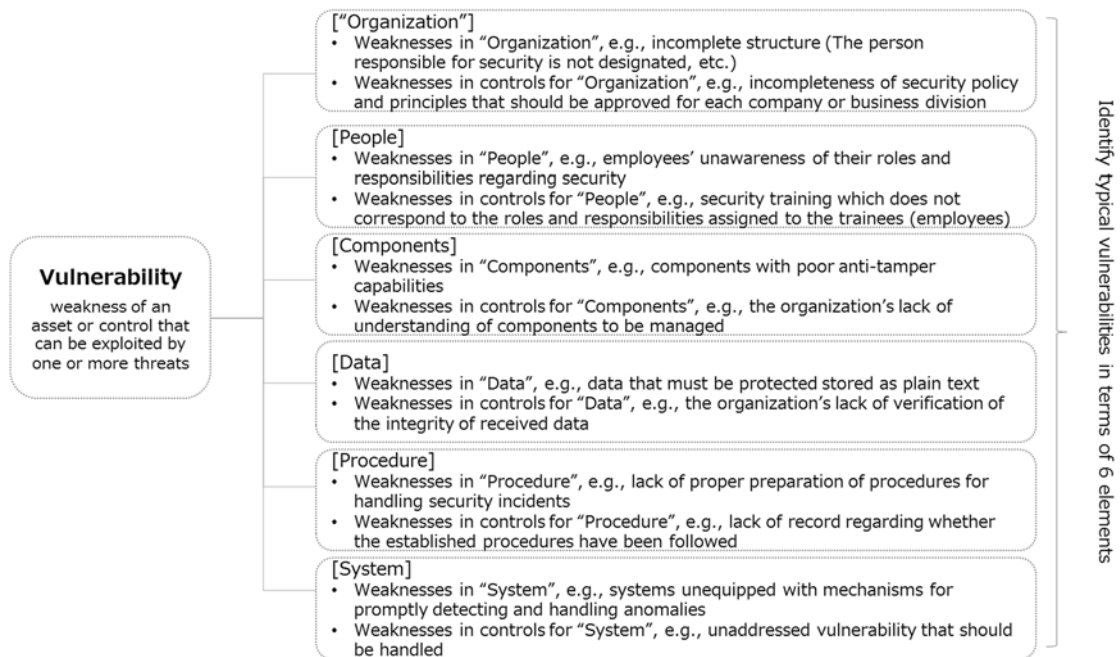 ["Organization"]
• Weaknesses in "Organization", e.g., incomplete structure (The person
responsible for security is not designated, etc.)
• Weaknesses in controls for "Organization", e.g., incompleteness of security policy
and principles that should be approved for each company or business division
[People]
• Weaknesses in "People", e.g., employees' unawareness of their roles and
responsibilities regarding security
• Weaknesses in controls for "People", e.g., security training which does not
correspond to the roles and responsibilities assigned to the trainees (employees)
Vulnerability
weakness of an
asset or control that
can be exploited by
one or more threats
[Components]
• Weaknesses in "Components", e.g., components with poor anti-tamper
capabilities
• Weaknesses in controls for "Components", e.g., the organization's lack of
understanding of components to be managed
[Data]
• Weaknesses in "Data", e.g., data that must be protected stored as plain text
• Weaknesses in controls for "Data", e.g., the organization's lack of verification of
the integrity of received data
[Procedure]
• Weaknesses in "Procedure", e.g., lack of proper preparation of procedures for
handling security incidents
• Weaknesses in controls for "Procedure", e.g., lack of record regarding whether
the established procedures have been followed
[System]
• Weaknesses in "System", e.g., systems unequipped with mechanisms for
promptly detecting and handling anomalies
• Weaknesses in controls for "System", e.g., unaddressed vulnerability that should
be handled
Identify typical vulnerabilities in terms of 6 elements